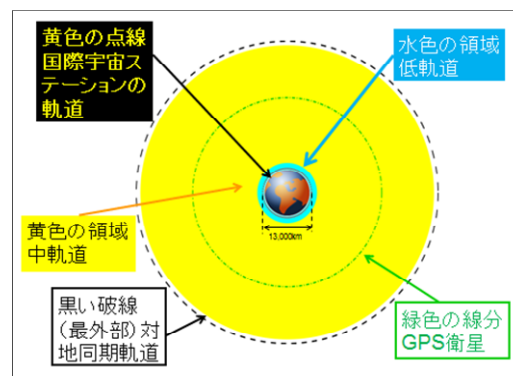 黄色の点線
国際宇宙ス
テーションの
軌道
水色の領域
低軌道
13,000km
黄色の領域
中軌道
黒い破線
（最外部）対
地同期軌道
緑色の線分
GPS衛星